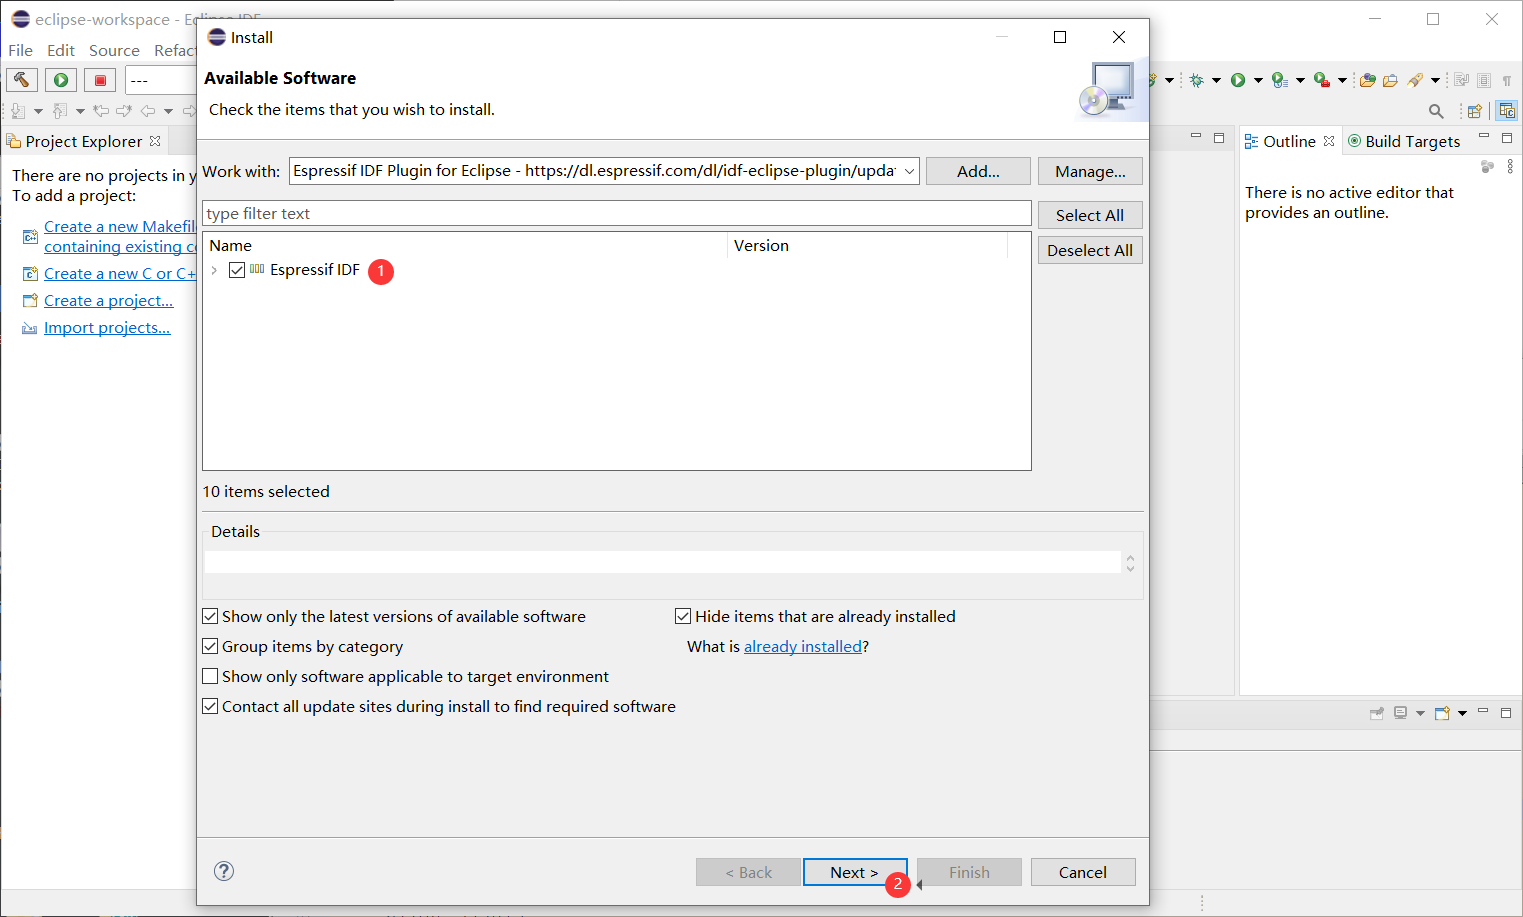 eclipse-workspace - Eclipse IDE
Install
File Edit Source Refact
Available Software
Check the items that you wish to install.
---
Project Explorer
Outline
Build Targets
There are no projects in y
To add a project:
Create a new Makefil
containing existing co
Create a new C or C+
Create a project...
Import projects...
Work with:
Espressif IDF Plugin for Eclipse - https://dl.espressif.com/dl/idf-eclipse-plugin/upda
Add...
Manage...
type filter text
Select All
Name
Version
Deselect All
Espressif IDF
1
There is no active editor that
provides an outline.
10 items selected
Details
Show only the latest versions of available software
Hide items that are already installed
Group items by category
What is already installed?
Show only software applicable to target environment
Contact all update sites during install to find required software
?
< Back
Next >
2
Finish
Cancel